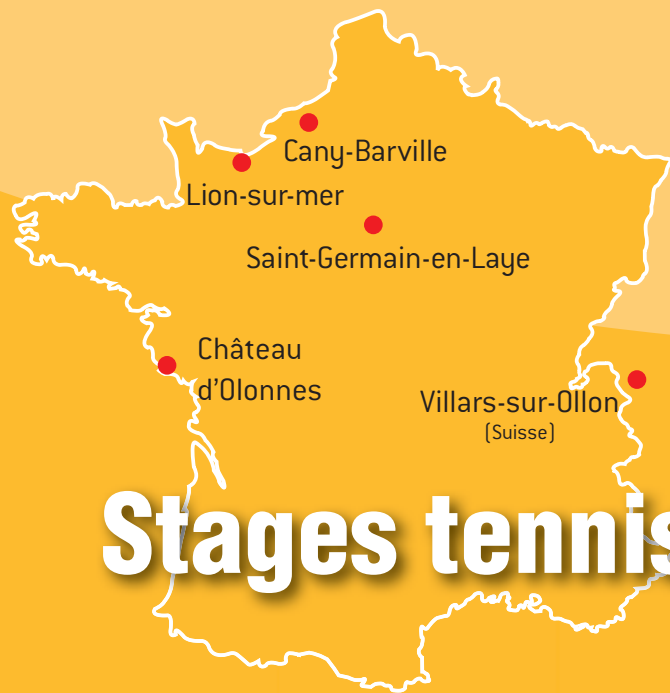 Cany-Barville
Lion-sur-mer
Saint-Germain-en-Laye
Château
d'Olonnes
Villars-sur-Ollon
(Suisse)
Stages tennis